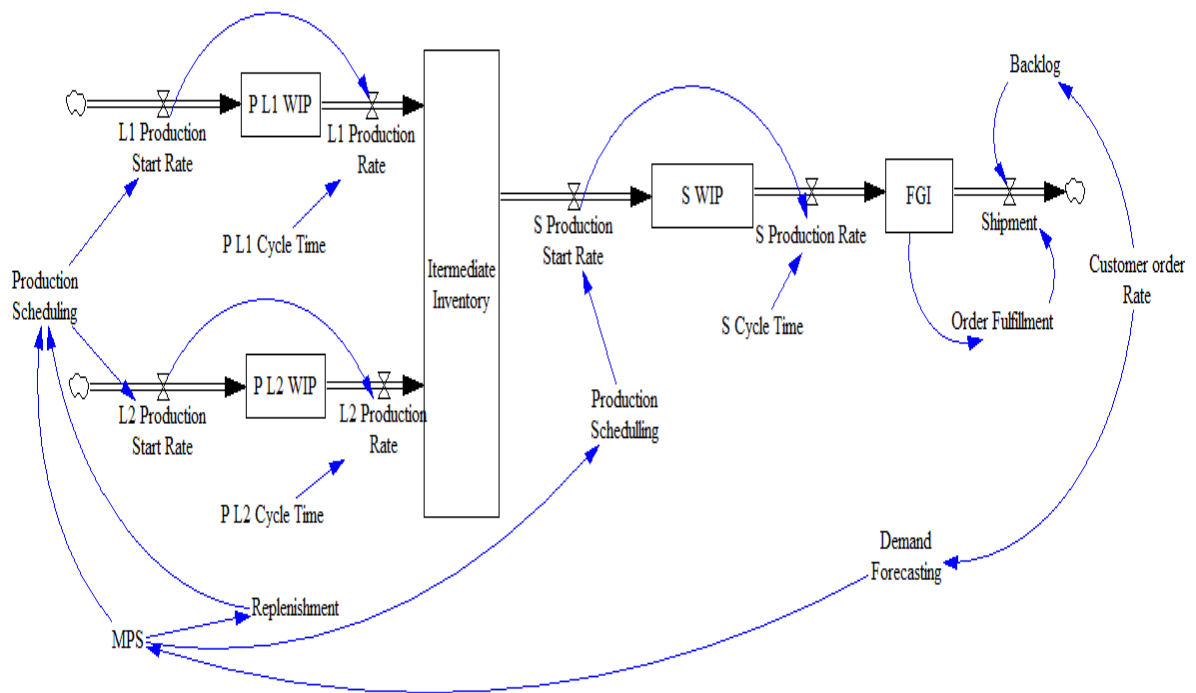 Backlog
P L1 WIP
L1 Production
Start Rate
L1 Production
Rate
S WIP
FGI
S Production
Start Rate
S Production Rate
Shipment
P L1 Cycle Time
Itermediate
Inventory
Customer order
Rate
Production
Scheduling
S Cycle Time
Order Fulfillment
P L2 WIP
L2 Production
Start Rate
L2 Production
Rate
Production
Schedulling
P L2 Cycle Time
Demand
Forecasting
Replenishment
MPS